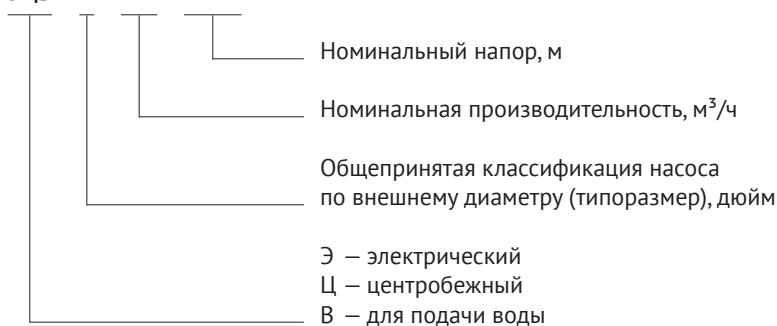 Номинальный напор, м
Номинальная производительность, м³/ч
Общепринятая классификация насоса
по внешнему диаметру (типоразмер), дюйм
Э — электрический
Ц — центробежный
В — для подачи воды